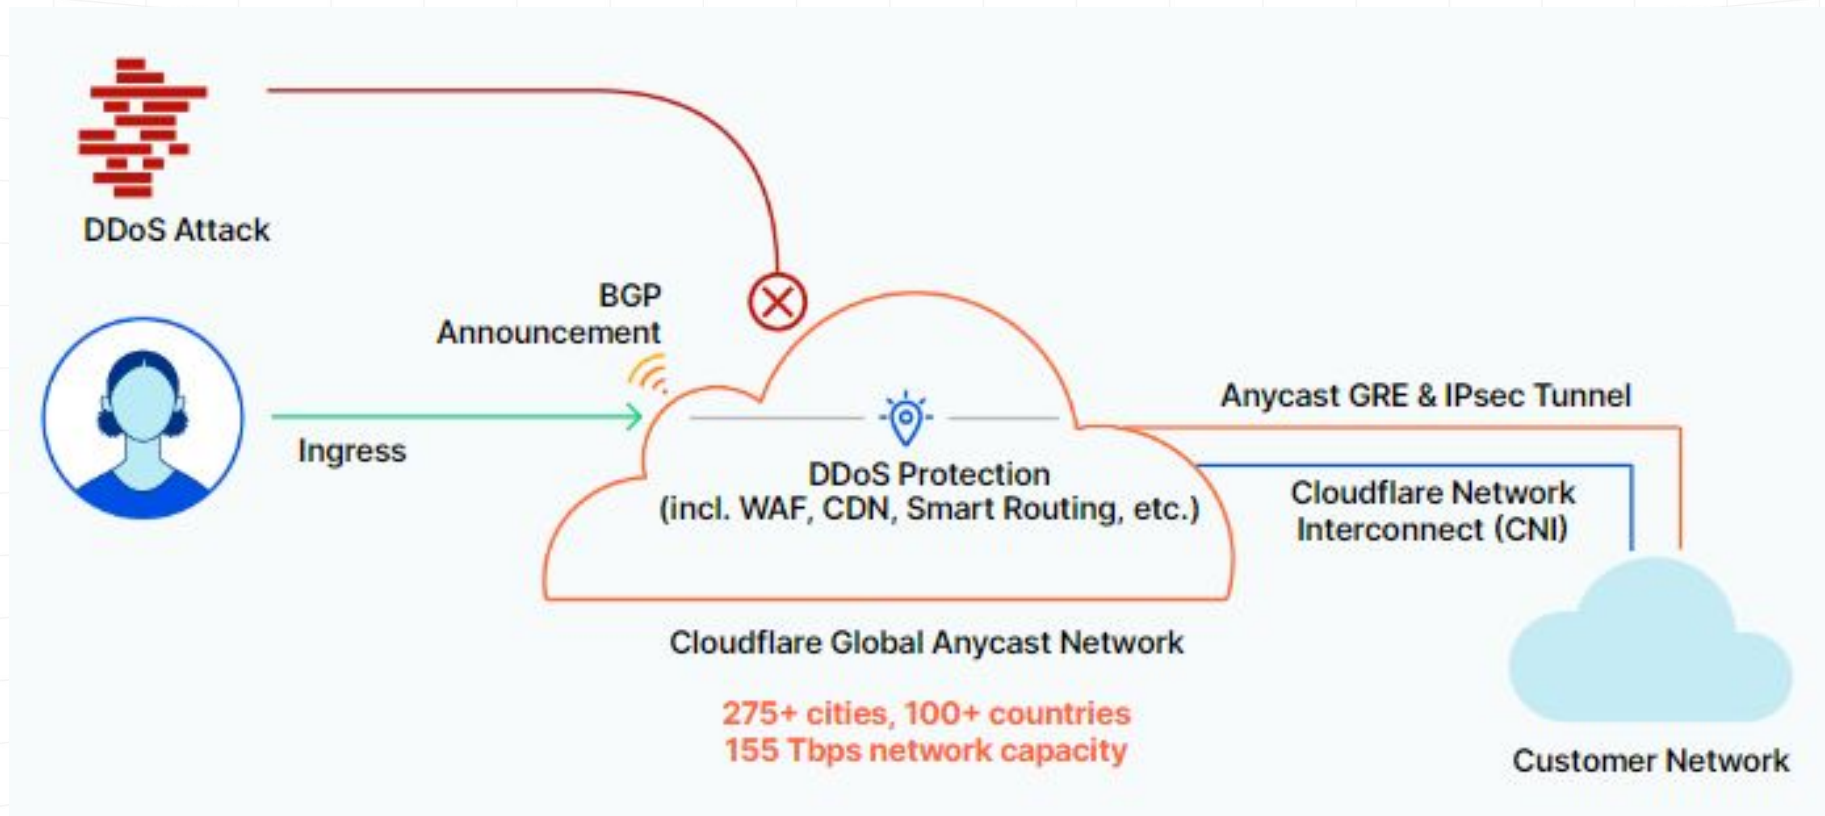 DDoS Attack
BGP
Announcement
Ingress
DDoS Protection
(incl. WAF, CDN, Smart Routing, etc.)
Anycast GRE & IPsec Tunnel
Cloudflare Network
Interconnect (CNI)
Cloudflare Global Anycast Network
275+ cities, 100+ countries
155 Tbps network capacity
Customer Network